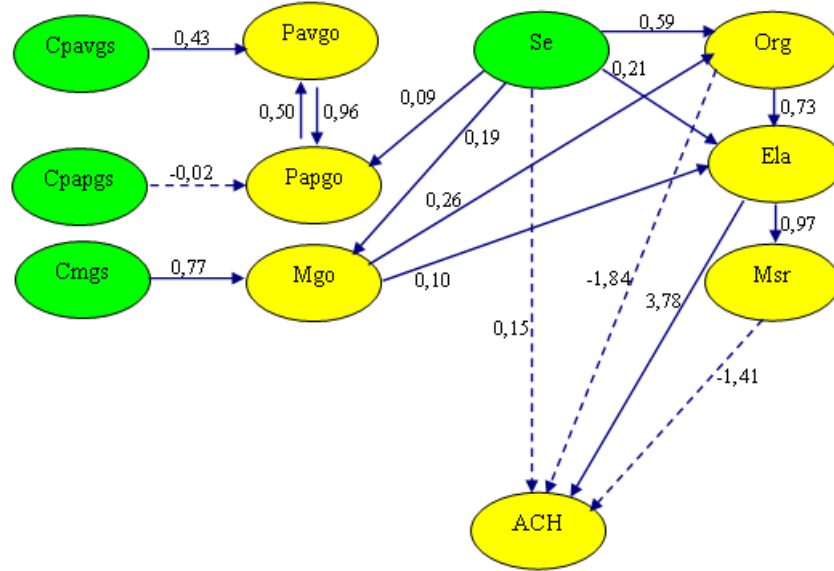 Cpavgs
0,43
Pavgo
Se
0,59
Org
0,50
0,96
0,09
0,19
0,21
0,73
Cpapgs
-0,02
Papgo
Ela
0,26
Cmgs
0,77
Mgo
0,10
0,97
Msr
-1,84
3,78
0,15
-1,41
ACH